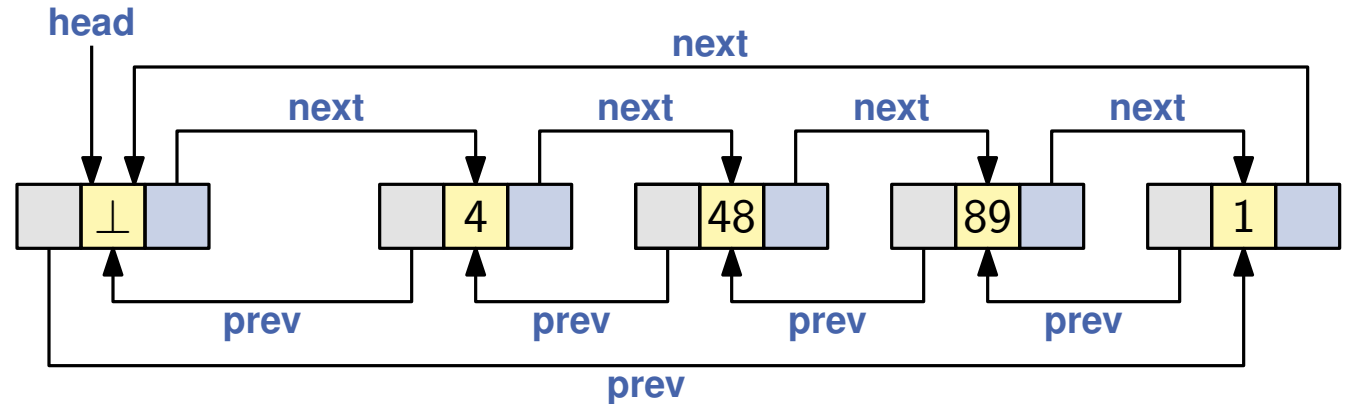 head
next
next next next next
⊥ 4 48 89 1
prev prev prev prev
prev